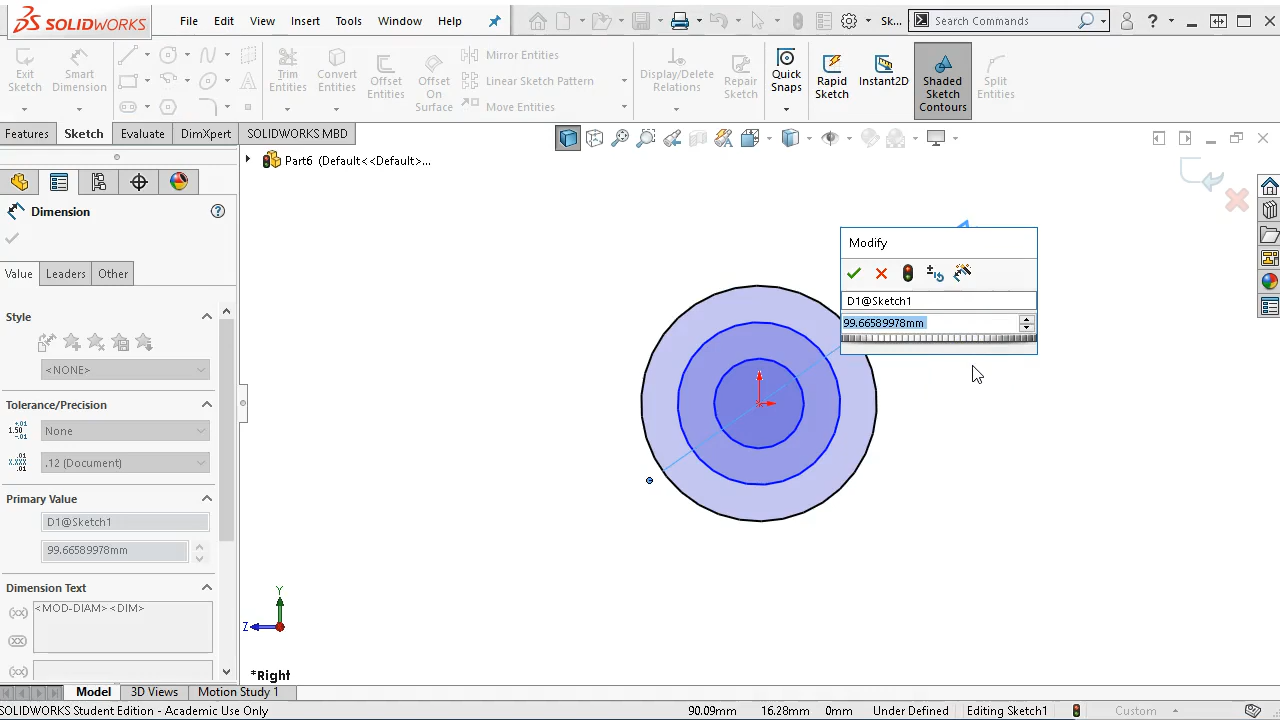 SOLIDWORKS
File Edit View Insert Tools Window Help
Sk...
Search Commands
Exit Sketch
Smart Dimension
Trim Entities
Convert Entities
Offset Entities
Offset On Surface
Mirror Entities
Linear Sketch Pattern
Move Entities
Display/Delete Relations
Repair Sketch
Quick Snaps
Rapid Sketch
Instant2D
Shaded Sketch Contours
Split Entities
Features Sketch Evaluate DimXpert SOLIDWORKS MBD
Part6 (Default<<Default>...
Dimension
Value Leaders Other
Style
<NONE>
Tolerance/Precision
None
.12 (Document)
Primary Value
D1@Sketch1
99.66589978mm
Dimension Text
<MOD-DIAM><DIM>
Modify
D1@Sketch1
99.66589978mm
Y
Z
*Right
Model 3D Views Motion Study 1
SOLIDWORKS Student Edition - Academic Use Only
90.09mm 16.28mm 0mm Under Defined Editing Sketch1 Custom